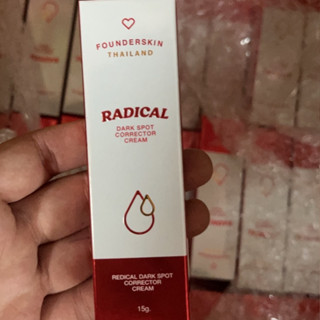 FOUNDERSKIN
THAILAND
RADICAL
DARK SPOT
CORRECTOR
CREAM
REDICAL DARK SPOT
CORRECTOR
CREAM
15g.